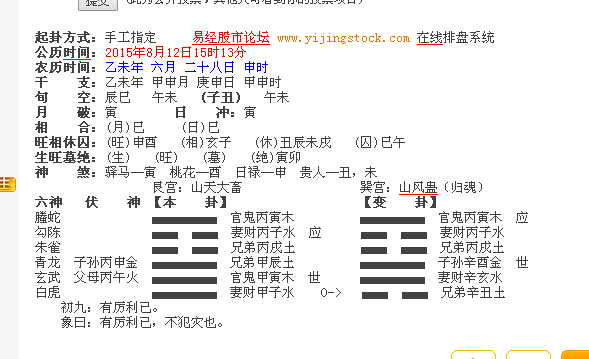 提交
起卦方式：手工指定 易经股市论坛 www.yijingstock.com 在线排盘系统
公历时间：2015年8月12日15时13分
农历时间：乙未年 六月 二十八日 申时
干 支：乙未年 甲申月 庚申日 甲申时
旬 空：辰巳 午未 （子丑） 午未
月 破：寅 日 冲：寅
相 合：(月)巳 (日)巳
旺相休囚：(旺)申酉 (相)亥子 (休)丑辰未戌 (囚)巳午
生旺墓绝：(生) (旺) (墓) (绝)寅卯
神 煞：驿马—寅 桃花—酉 日禄—申 贵人—丑，未
艮宫：山天大畜 巽宫：山风蛊（归魂）
六神 伏 神 【本 卦】 【变 卦】
螣蛇 官鬼丙寅木 官鬼丙寅木 应
勾陈 妻财丙子水 应 妻财丙子水
朱雀 兄弟丙戌土 兄弟丙戌土
青龙 子孙丙申金 兄弟甲辰土 子孙辛酉金 世
玄武 父母丙午火 官鬼甲寅木 世 妻财辛亥水
白虎 妻财甲子水 O-> 兄弟辛丑土
初九：有厉利已。
象曰：有厉利已，不犯灾也。